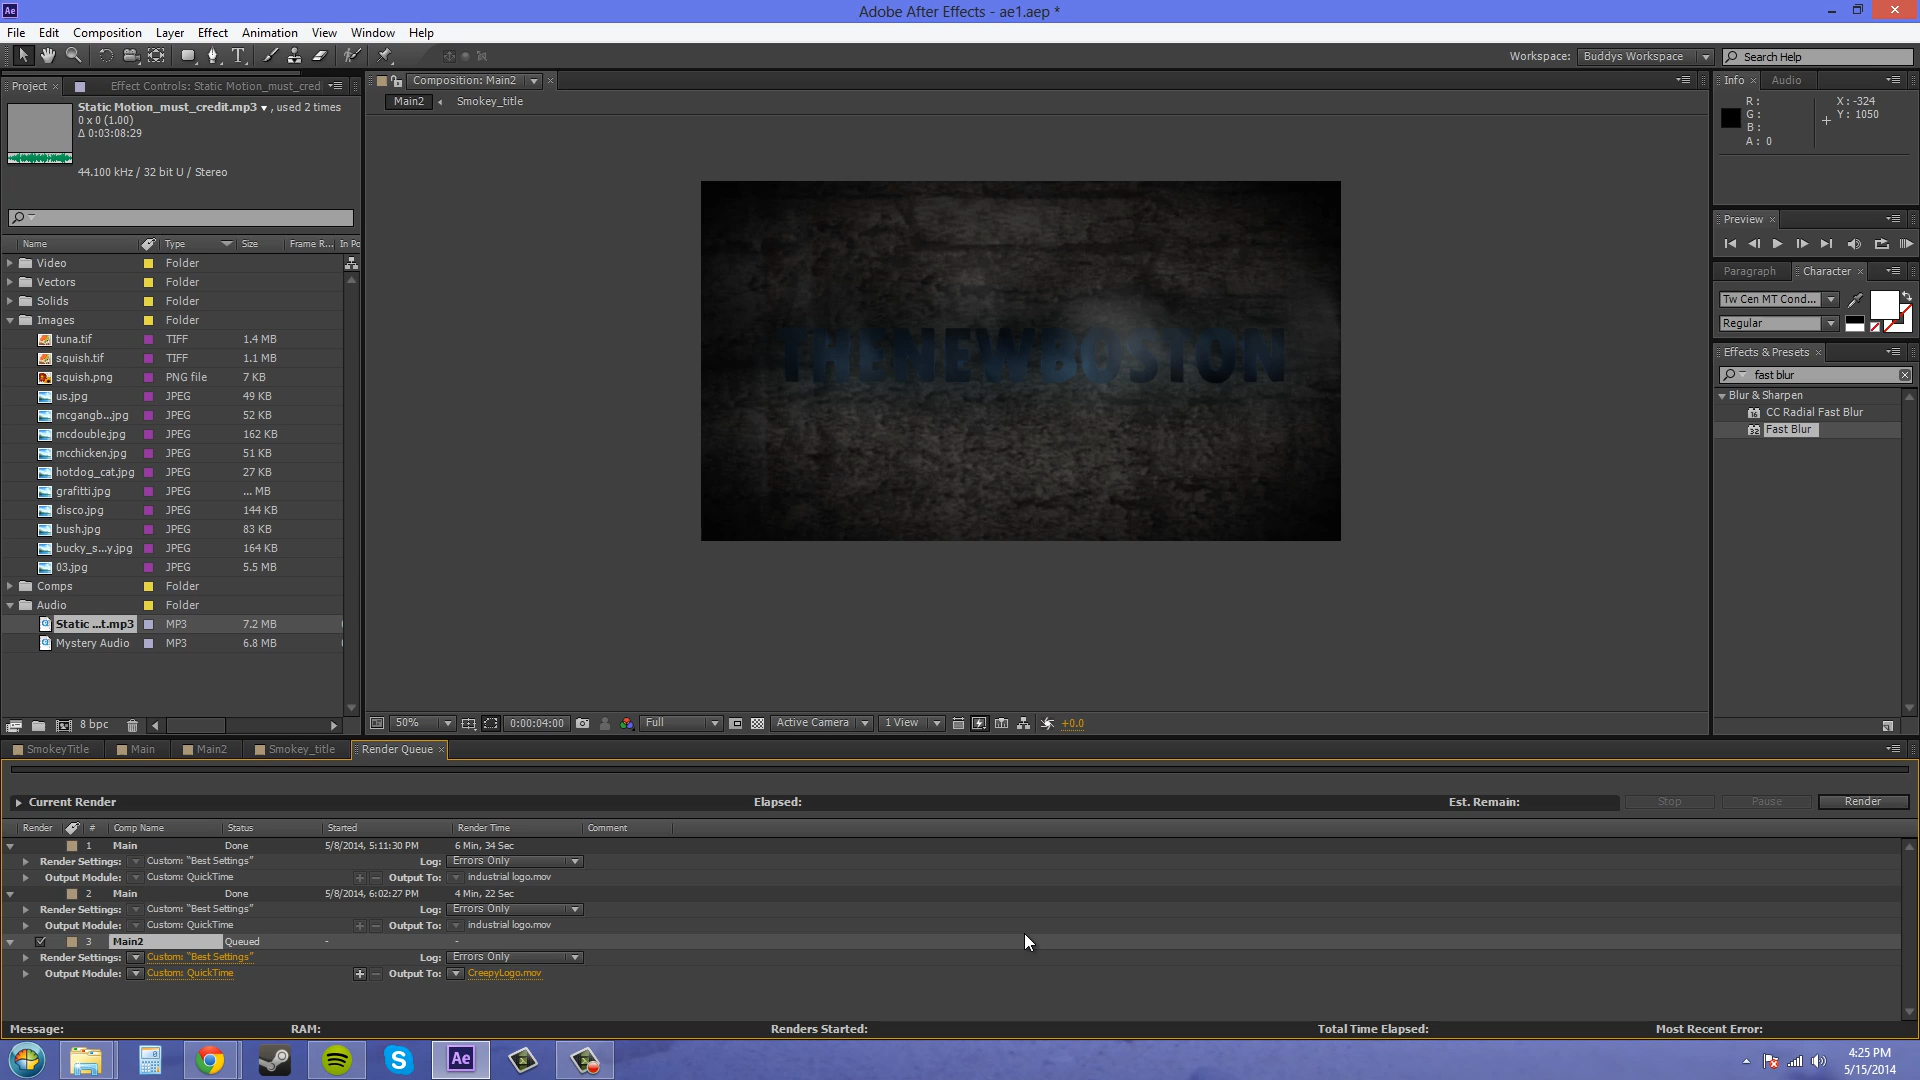 Ae
Adobe After Effects - ae1.aep *
File Edit Composition Layer Effect Animation View Window Help
Workspace: Buddys Workspace Search Help
Project × Effect Controls: Static Motion_must_cred
Static Motion_must_credit.mp3 , used 2 times
0 x 0 (1.00)
Δ 0:03:08:29
44.100 kHz / 32 bit U / Stereo
Name Type Size Frame R... In Po
Video Folder
Vectors Folder
Solids Folder
Images Folder
tuna.tif TIFF 1.4 MB
squish.tif TIFF 1.1 MB
squish.png PNG file 7 KB
us.jpg JPEG 49 KB
mcgangb...jpg JPEG 52 KB
mcdouble.jpg JPEG 162 KB
mcchicken.jpg JPEG 51 KB
hotdog_cat.jpg JPEG 27 KB
grafitti.jpg JPEG ... MB
disco.jpg JPEG 144 KB
bush.jpg JPEG 83 KB
bucky_s...y.jpg JPEG 164 KB
03.jpg JPEG 5.5 MB
Comps Folder
Audio Folder
Static ...t.mp3 MP3 7.2 MB
Mystery Audio MP3 6.8 MB
8 bpc
Composition: Main2
Main2 Smokey_title
THENEWBOSTON
50% 0:00:04:00 Full Active Camera 1 View +0.0
Info × Audio
R: X: -324
G: Y: 1050
B:
A: 0
Preview ×
Paragraph Character ×
Tw Cen MT Cond...
Regular
Effects & Presets ×
fast blur
Blur & Sharpen
CC Radial Fast Blur
Fast Blur
SmokeyTitle Main Main2 Smokey_title Render Queue ×
Current Render Elapsed: Est. Remain: Stop Pause Render
Render # Comp Name Status Started Render Time Comment
1 Main Done 5/8/2014, 5:11:30 PM 6 Min, 34 Sec
Render Settings: Custom: "Best Settings" Log: Errors Only
Output Module: Custom: QuickTime Output To: industrial logo.mov
2 Main Done 5/8/2014, 6:02:27 PM 4 Min, 22 Sec
Render Settings: Custom: "Best Settings" Log: Errors Only
Output Module: Custom: QuickTime Output To: industrial logo.mov
3 Main2 Queued - -
Render Settings: Custom: "Best Settings" Log: Errors Only
Output Module: Custom: QuickTime Output To: CreepyLogo.mov
Message: RAM: Renders Started: Total Time Elapsed: Most Recent Error:
Ae
4:25 PM
5/15/2014